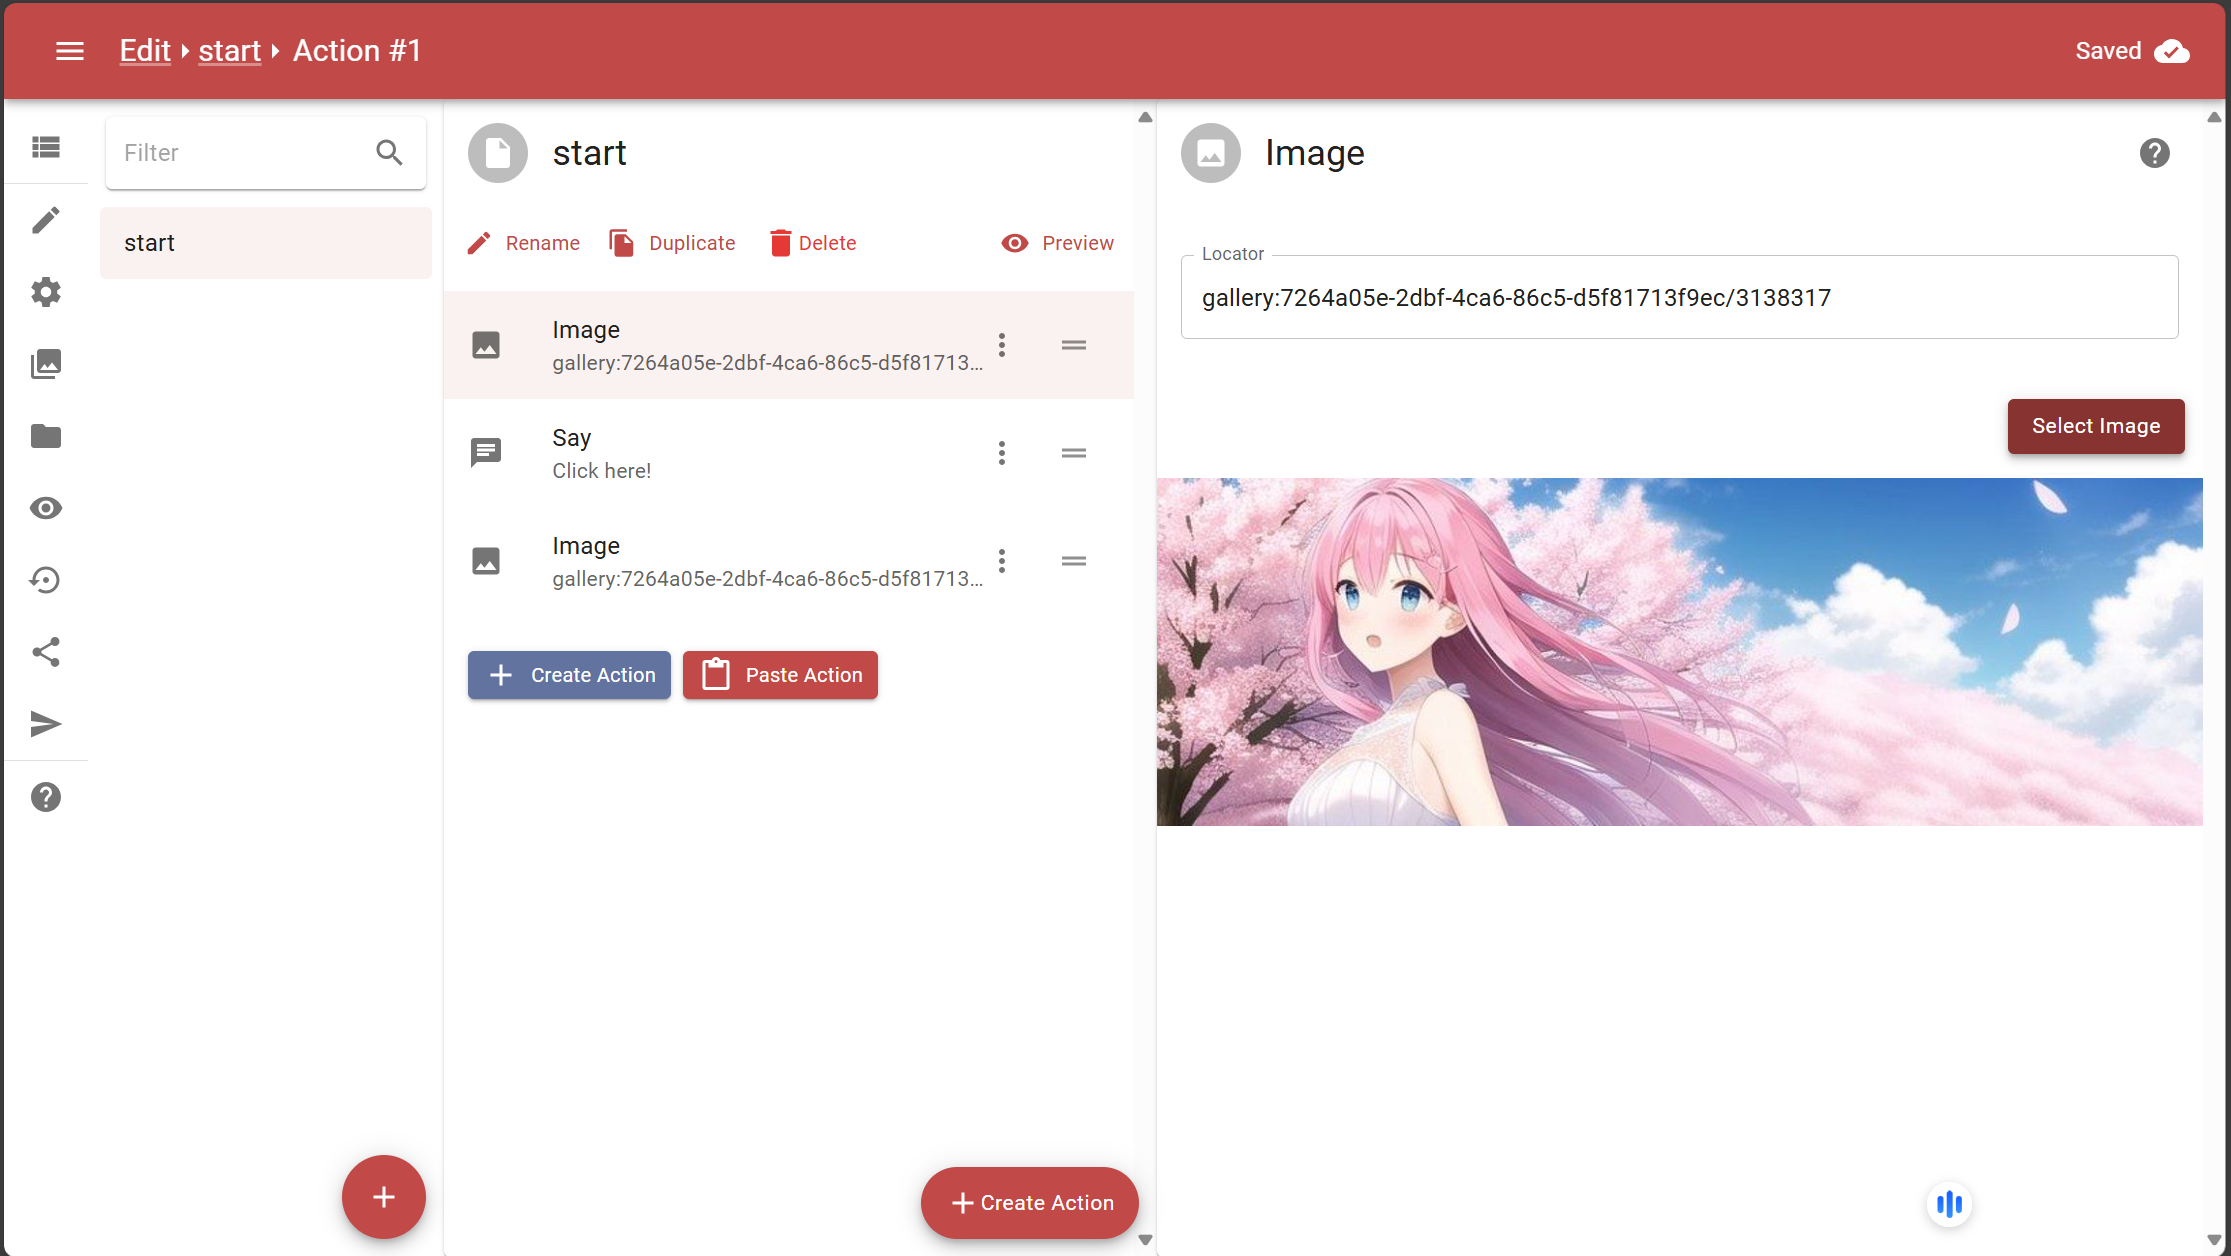 Edit start Action #1
Saved
Filter
start
start
Rename
Duplicate
Delete
Preview
Image
gallery:7264a05e-2dbf-4ca6-86c5-d5f81713...
Say
Click here!
Image
gallery:7264a05e-2dbf-4ca6-86c5-d5f81713...
Create Action
Paste Action
Create Action
Image
Locator
gallery:7264a05e-2dbf-4ca6-86c5-d5f81713f9ec/3138317
Select Image